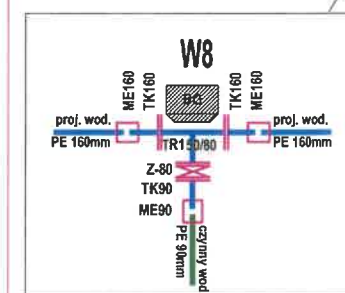 W8
ME160
TK160
BO
TK160
ME160
proj. wod.
proj. wod.
PE 160mm
TR150/80
PE 160mm
Z-80
TK90
ME90
PE 90mm
czynny wod